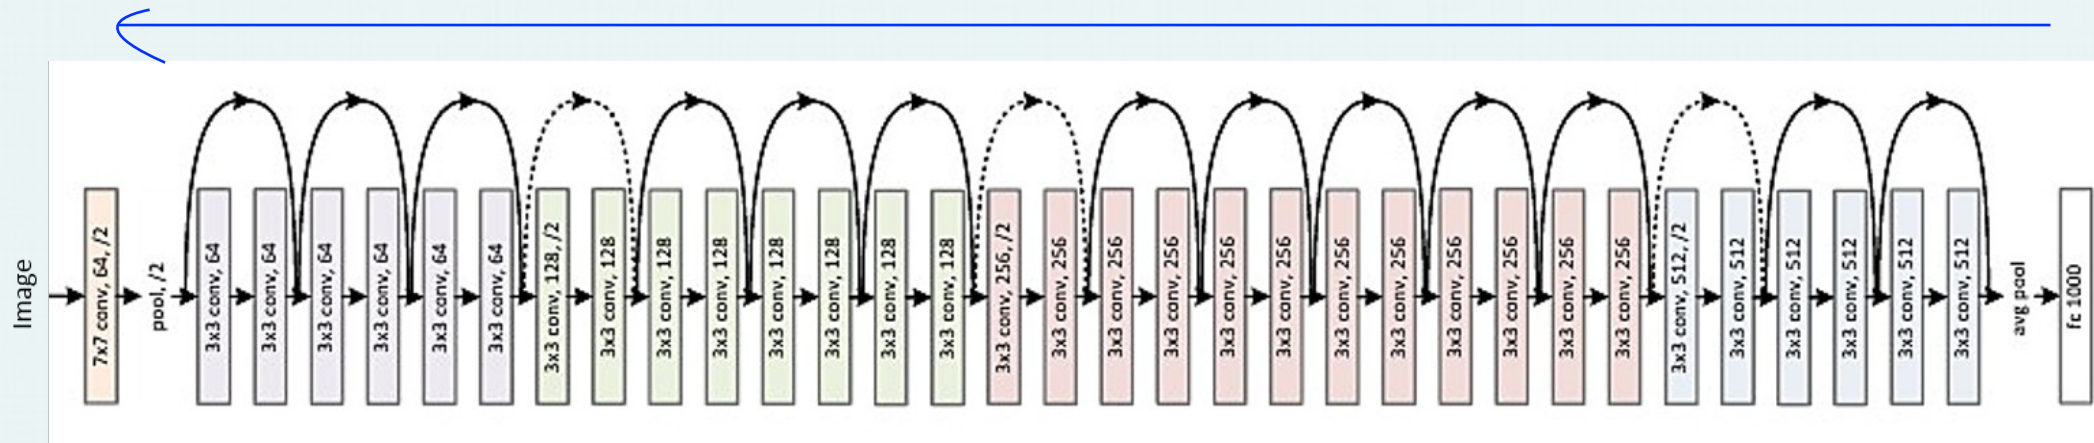 Image
7x7 conv, 64, /2
pool, /2
3x3 conv, 64
3x3 conv, 64
3x3 conv, 64
3x3 conv, 64
3x3 conv, 64
3x3 conv, 64
3x3 conv, 128, /2
3x3 conv, 128
3x3 conv, 128
3x3 conv, 128
3x3 conv, 128
3x3 conv, 128
3x3 conv, 128
3x3 conv, 128
3x3 conv, 256, /2
3x3 conv, 256
3x3 conv, 256
3x3 conv, 256
3x3 conv, 256
3x3 conv, 256
3x3 conv, 256
3x3 conv, 256
3x3 conv, 256
3x3 conv, 256
3x3 conv, 256
3x3 conv, 256
3x3 conv, 512, /2
3x3 conv, 512
3x3 conv, 512
3x3 conv, 512
3x3 conv, 512
3x3 conv, 512
avg pool
fc 1000